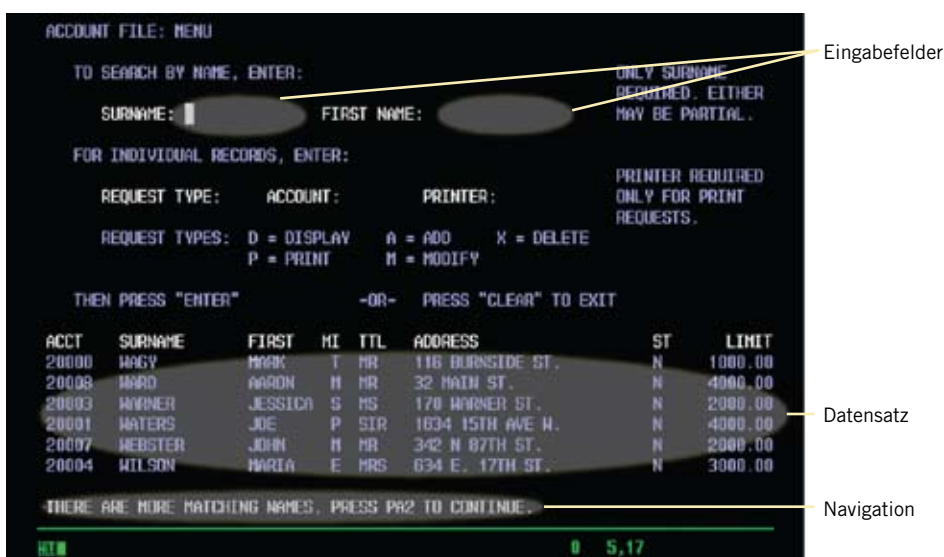 ACCOUNT FILE: MENU
TO SEARCH BY NAME, ENTER:
ONLY SURNAME
REQUIRED. EITHER
MAY BE PARTIAL.
SURNAME: FIRST NAME:
FOR INDIVIDUAL RECORDS, ENTER:
PRINTER REQUIRED
ONLY FOR PRINT
REQUESTS.
REQUEST TYPE: ACCOUNT: PRINTER:
REQUEST TYPES: D = DISPLAY A = ADD X = DELETE
P = PRINT M = MODIFY
THEN PRESS "ENTER" -OR- PRESS "CLEAR" TO EXIT
ACCT SURNAME FIRST MI TTL ADDRESS ST LIMIT
20000 WAGY MARK T MR 116 BURNSIDE ST. N 1000.00
20008 WARD AARON M MR 32 MAIN ST. N 4000.00
20003 WARNER JESSICA S MS 170 WARNER ST. N 2000.00
20001 WATERS JOE P SIR 1634 15TH AVE W. N 4000.00
20007 WEBSTER JOHN M MR 342 N 87TH ST. N 2000.00
20004 WILSON MARIA E MRS 634 E. 17TH ST. N 3000.00
THERE ARE MORE MATCHING NAMES. PRESS PA2 TO CONTINUE.
0 5,17
Eingabefelder
Datensatz
Navigation